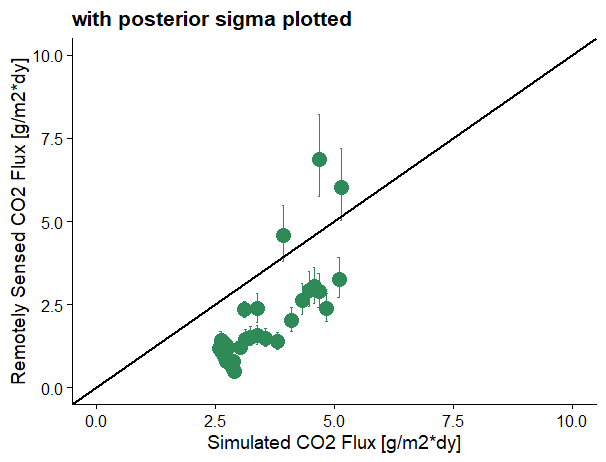 with posterior sigma plotted
Remotely Sensed CO2 Flux [g/m2*dy]
10.0
7.5
5.0
2.5
0.0
0.0 2.5 5.0 7.5 10.0
Simulated CO2 Flux [g/m2*dy]